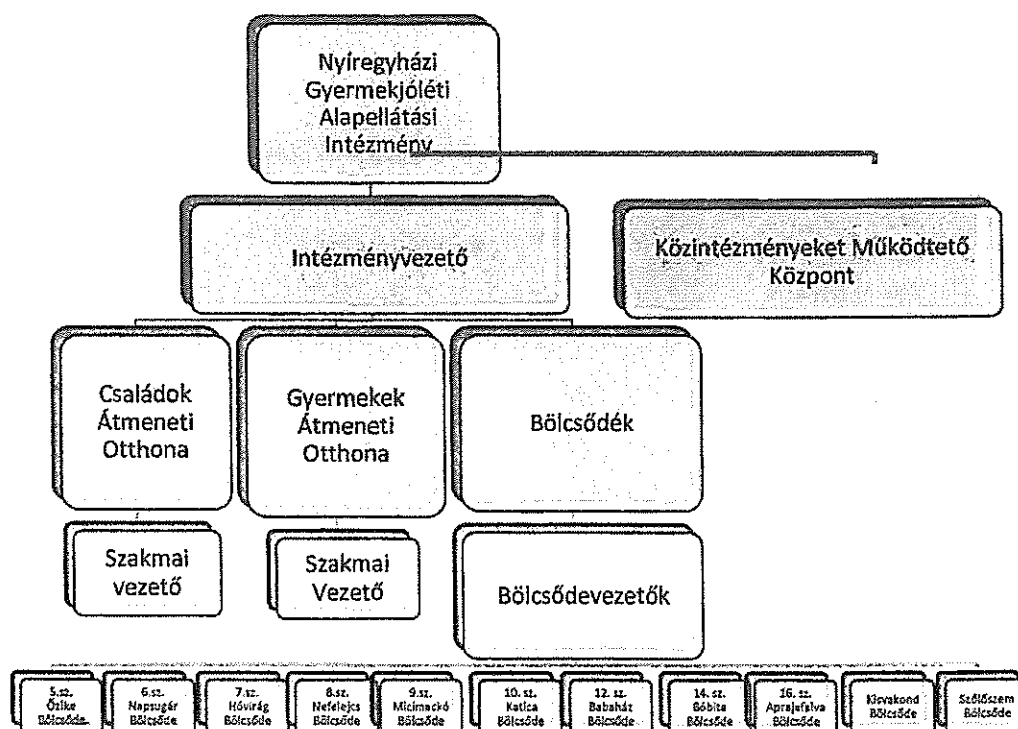 Nyíregyházi
Gyermekjóléti
Alapellátási
Intézmény
Intézményvezető
Közintézményeket Működtető
Központ
Családok
Átmeneti
Otthona
Gyermekek
Átmeneti
Otthona
Bölcsődék
Szakmai
vezető
Szakmai
Vezető
Bölcsődevezetők
5.sz.
Őzike
Bölcsőde
6.sz.
Napsugár
Bölcsőde
7.sz.
Hóvirág
Bölcsőde
8.sz.
Nefelejcs
Bölcsőde
9.sz.
Micimackó
Bölcsőde
10. sz.
Katica
Bölcsőde
12. sz.
Babaház
Bölcsőde
14. sz.
Bóbita
Bölcsőde
16. sz.
Aprajafalva
Bölcsőde
Kisvakond
Bölcsőde
Szőlőszem
Bölcsőde